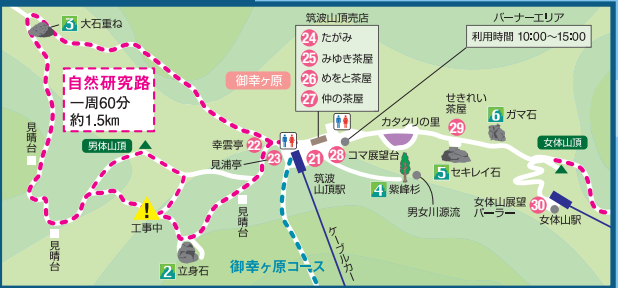 3 大石重ね
自然研究路
一周60分
約1.5km
見晴台
男体山頂
見晴台
工事中
見晴台
2 立身石
御幸ヶ原
幸雲亭 22
見浦亭 23
筑波山頂売店
24 たがみ
25 みゆき茶屋
26 めをと茶屋
27 仲の茶屋
バーナーエリア
利用時間 10:00〜15:00
21
筑波
山頂駅
28 コマ展望台
カタクリの里
せきれい
茶屋
29
6 ガマ石
女体山頂
5 セキレイ石
4 紫峰杉
男女川源流
女体山展望
パーラー
30
女体山駅
ケーブルカー
御幸ヶ原コース